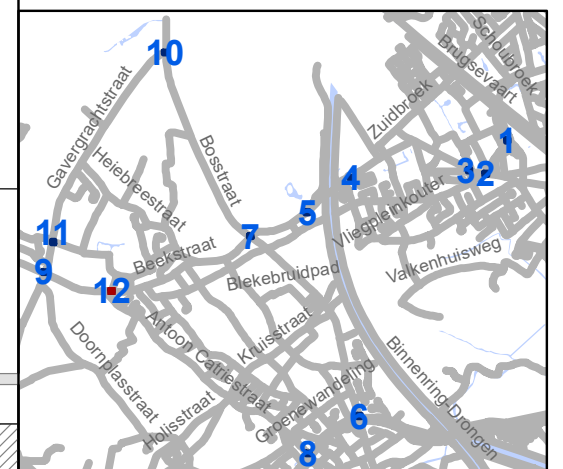 Schoubroek
Brugsevaart
10
Gavergrachtstraat
Zuidbroek
1
Bosstraat
Heiebreestraat
3
2
4
5
Vliegpleinkouter
11
7
Beekstraat
9
Blekebruidpad
Valkenhuisweg
12
Antoon Catriestraat
Kruisstraat
Doornplasstraat
Binnenring-Drongen
Groenewandeling
Holisstraat
6
8